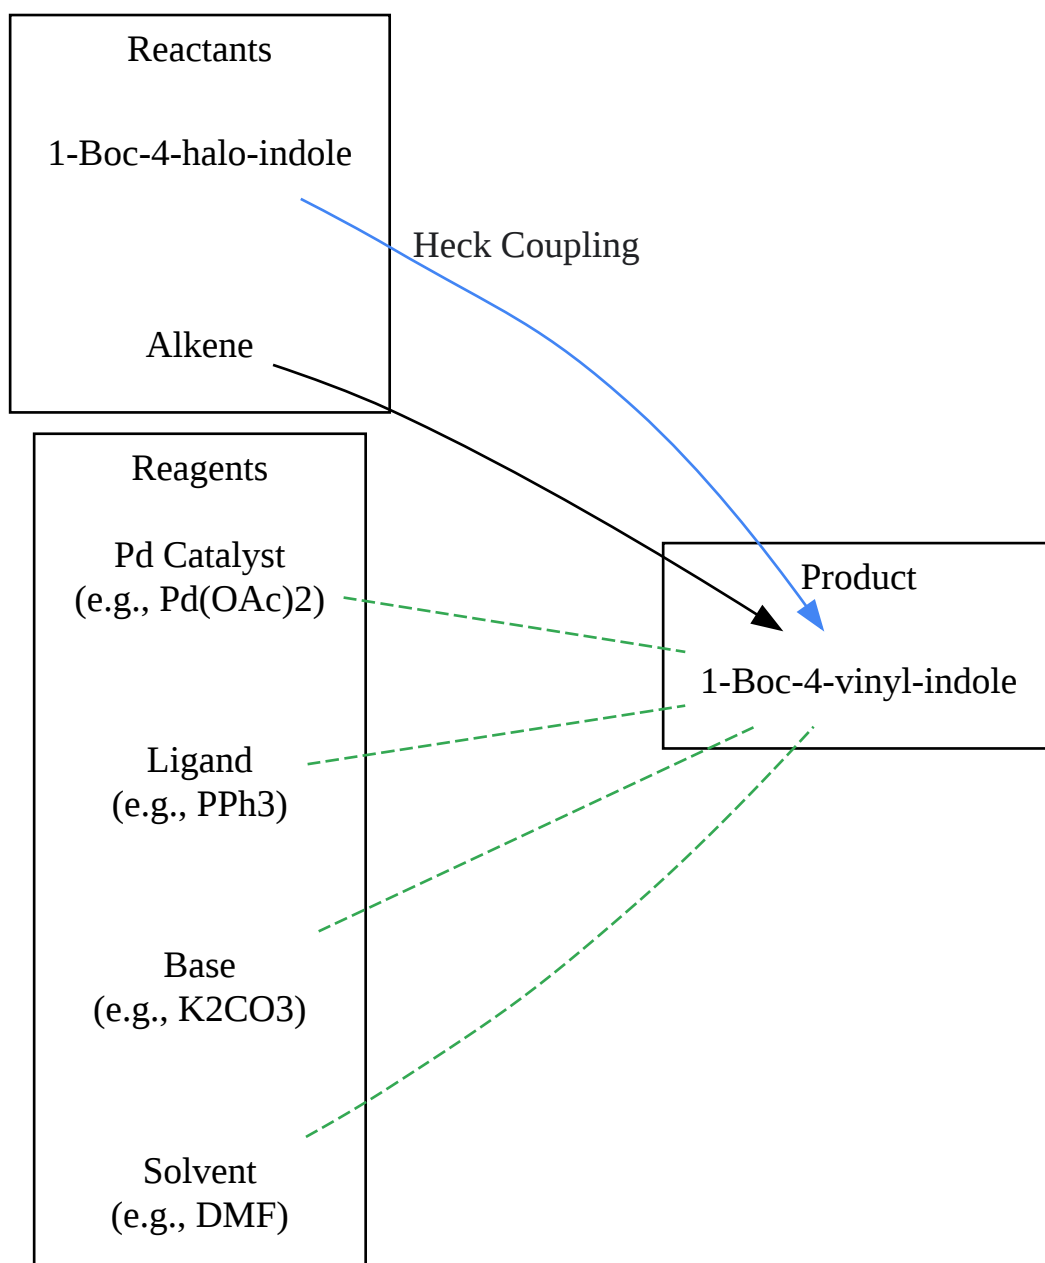 Reactants
1-Boc-4-halo-indole
Heck Coupling
Alkene
Reagents
Pd Catalyst
(e.g., Pd(OAc)2)
Ligand
(e.g., PPh3)
Base
(e.g., K2CO3)
Solvent
(e.g., DMF)
Product
1-Boc-4-vinyl-indole